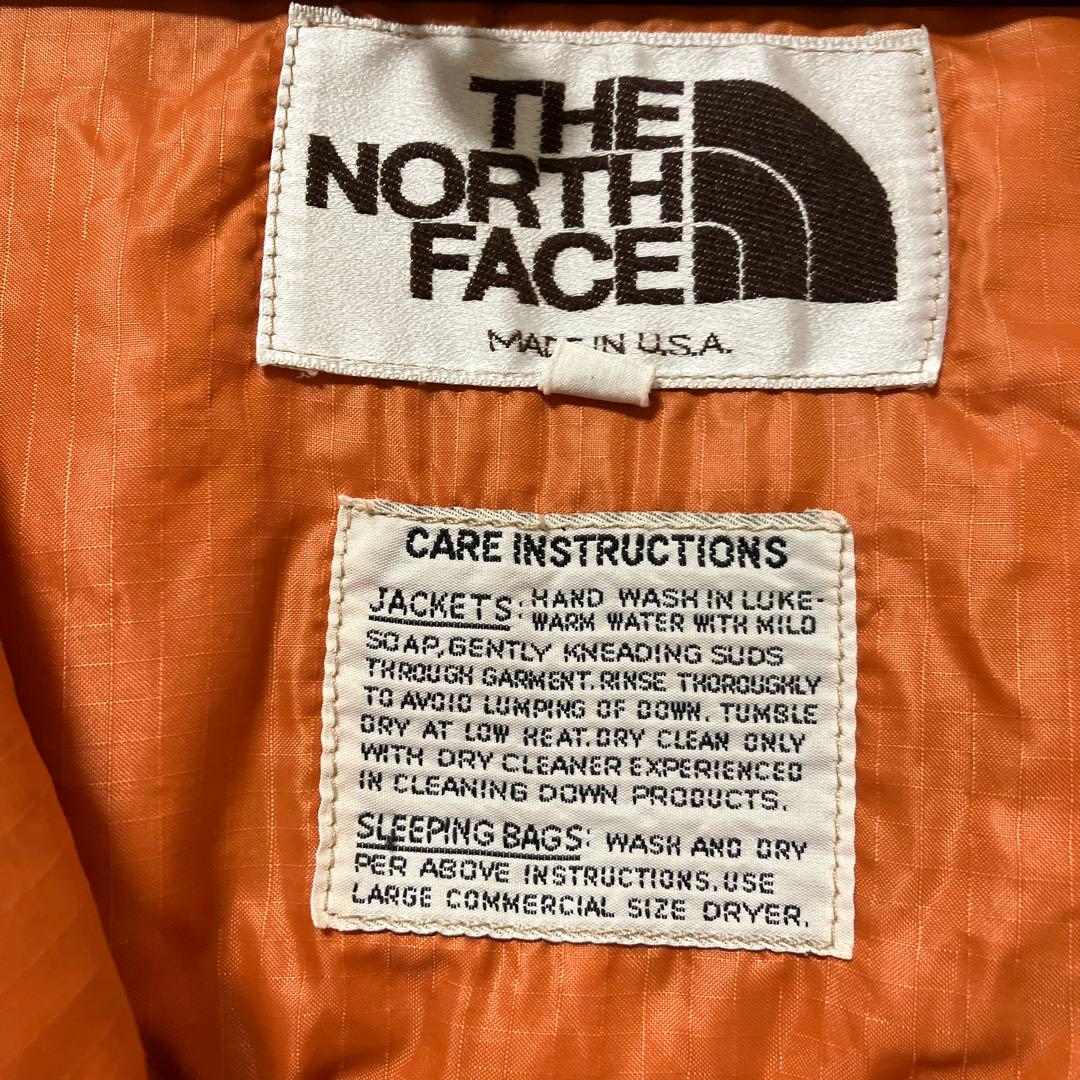 THE
NORTH
FACE
MADE IN U.S.A.
CARE INSTRUCTIONS
JACKETS: HAND WASH IN LUKE-
WARM WATER WITH MILD
SOAP, GENTLY KNEADING SUDS
THROUGH GARMENT. RINSE THOROUGHLY
TO AVOID LUMPING OF DOWN. TUMBLE
DRY AT LOW HEAT. DRY CLEAN ONLY
WITH DRY CLEANER EXPERIENCED
IN CLEANING DOWN PRODUCTS.
SLEEPING BAGS: WASH AND DRY
PER ABOVE INSTRUCTIONS. USE
LARGE COMMERCIAL SIZE DRYER.